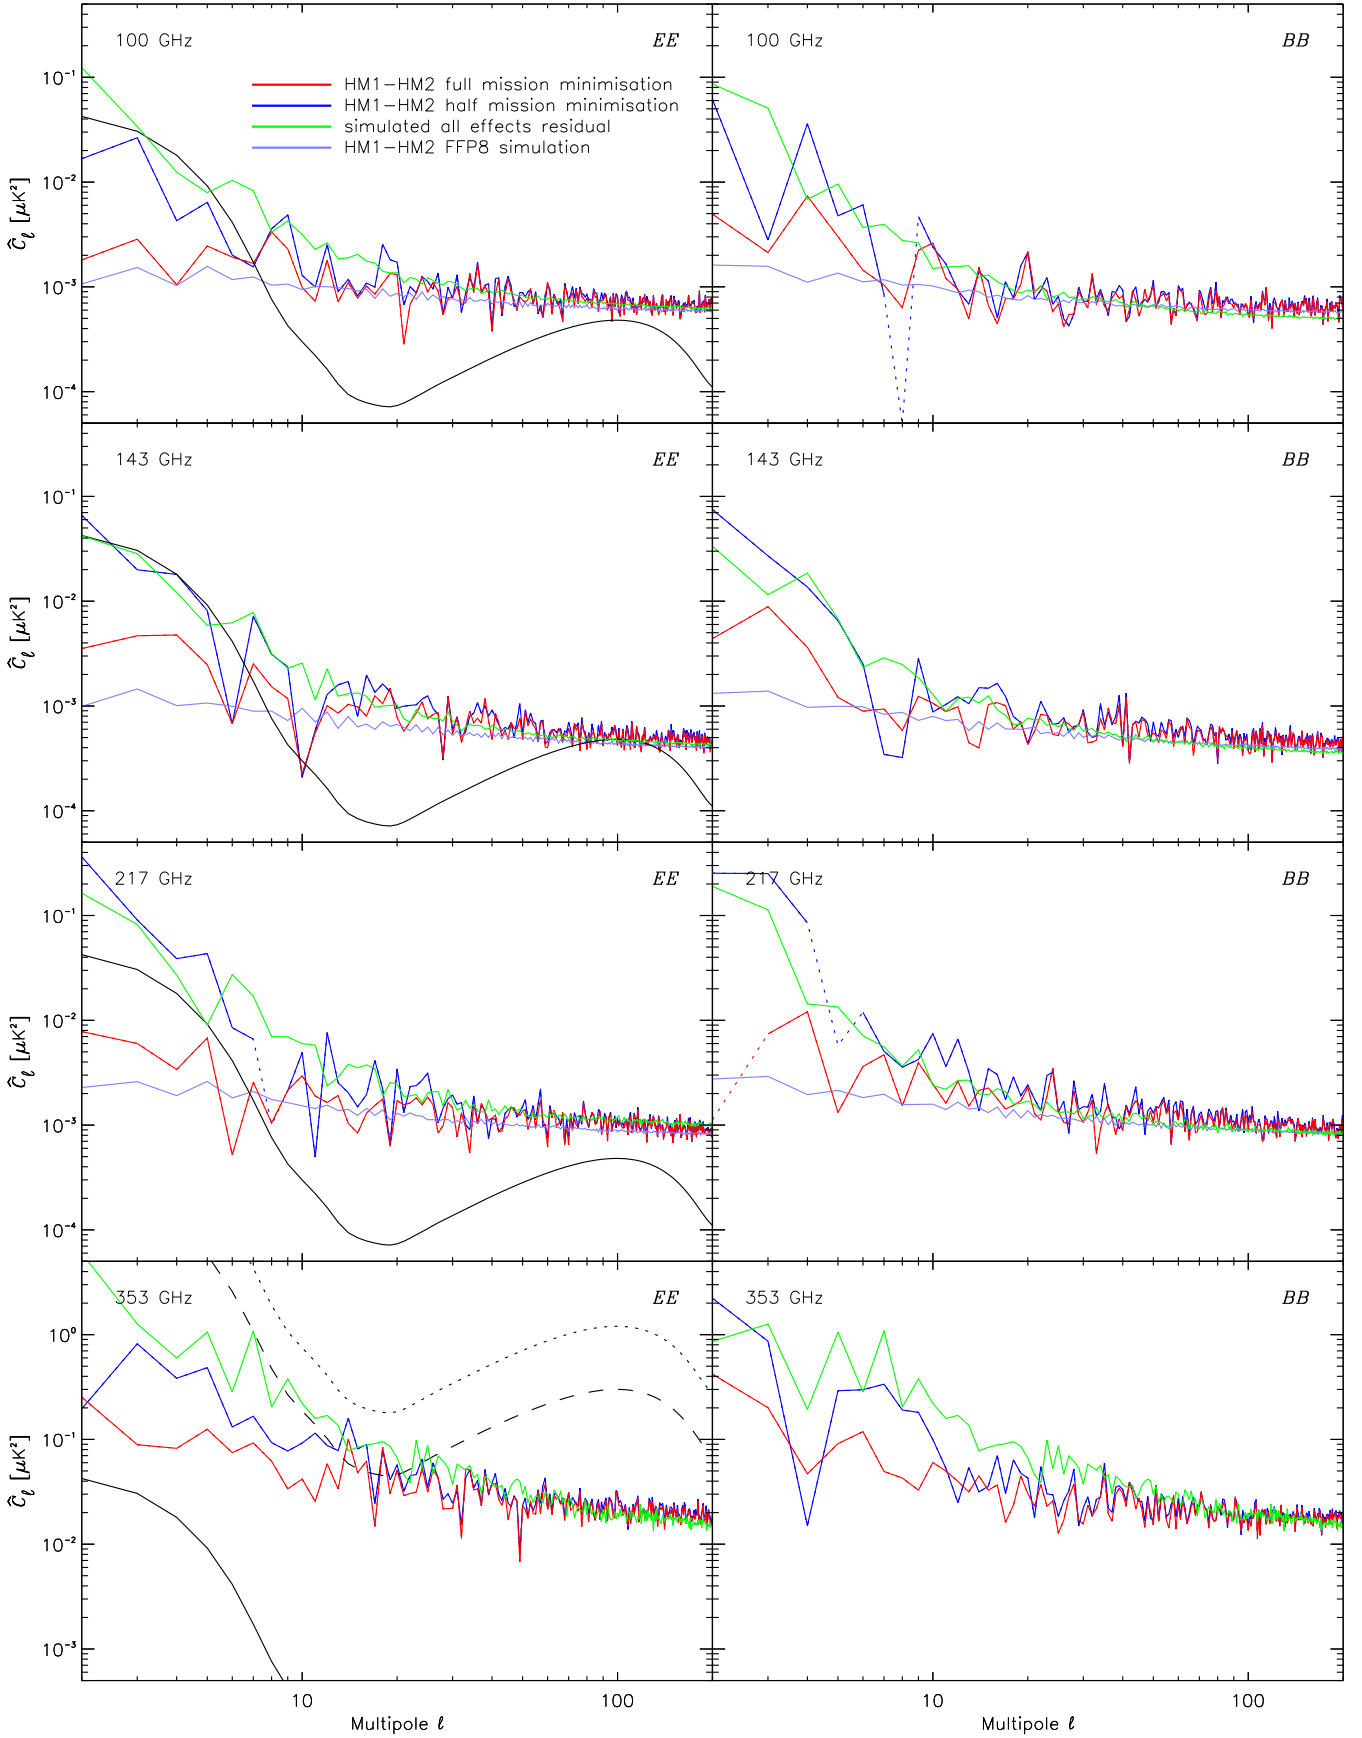 100 GHz EE 100 GHz BB
HM1−HM2 full mission minimisation
HM1−HM2 half mission minimisation
simulated all effects residual
HM1−HM2 FFP8 simulation
10⁻¹
10⁻²
10⁻³
10⁻⁴
Ĉℓ [μK²]
143 GHz EE 143 GHz BB
10⁻¹
10⁻²
10⁻³
10⁻⁴
Ĉℓ [μK²]
217 GHz EE 217 GHz BB
10⁻¹
10⁻²
10⁻³
10⁻⁴
Ĉℓ [μK²]
353 GHz EE 353 GHz BB
10⁰
10⁻¹
10⁻²
10⁻³
Ĉℓ [μK²]
10 100 10 100
Multipole ℓ Multipole ℓ